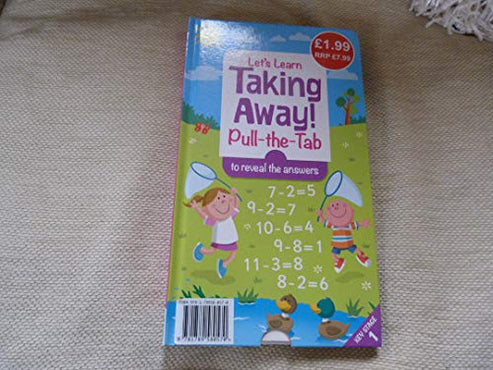 £1.99
RRP £7.99
Let's Learn
Taking
Away!
Pull-the-Tab
to reveal the answers
7-2=5
9-2=7
10-6=4
9-8=1
11-3=8
8-2=6
KEY STAGE
1